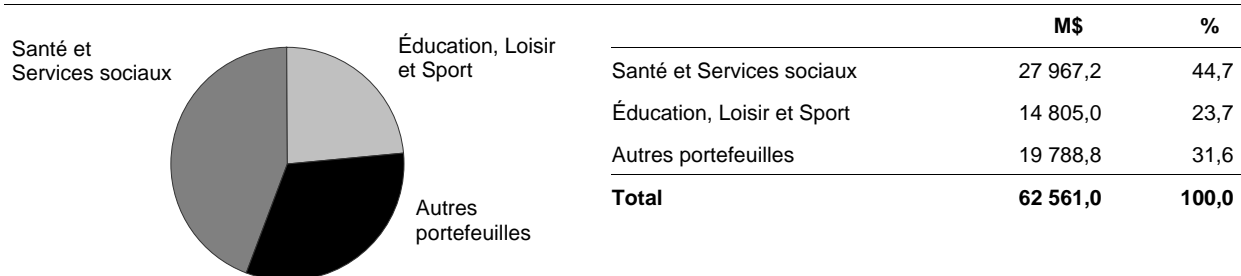 Santé et
Services sociaux
Éducation, Loisir
et Sport
Autres
portefeuilles
M$ %
Santé et Services sociaux 27 967,2 44,7
Éducation, Loisir et Sport 14 805,0 23,7
Autres portefeuilles 19 788,8 31,6
Total 62 561,0 100,0